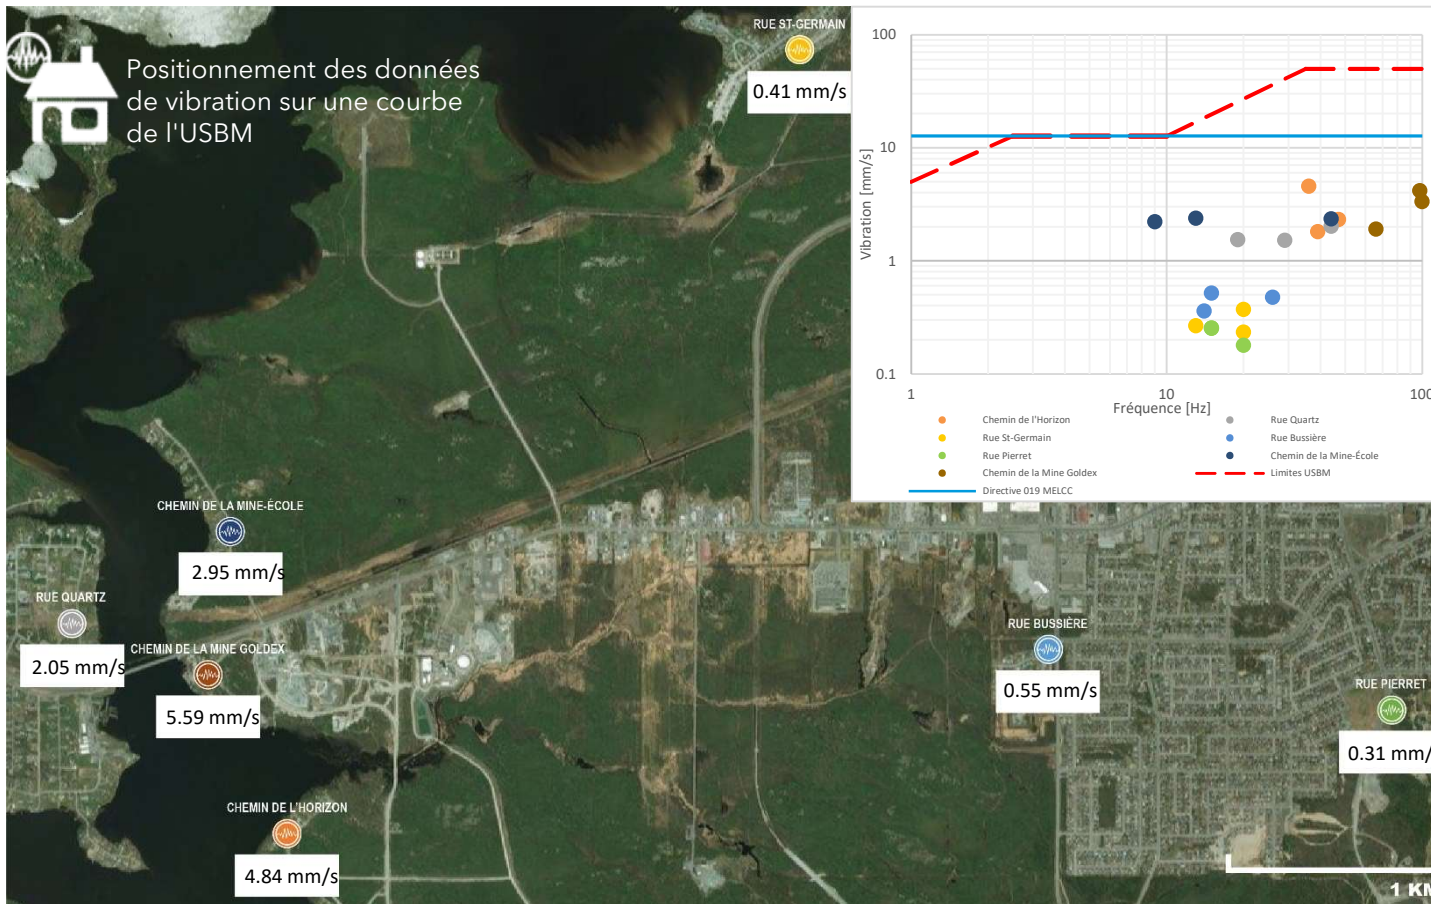 Positionnement des données
de vibration sur une courbe
de l'USBM
RUE ST-GERMAIN
0.41 mm/s
CHEMIN DE LA MINE-ÉCOLE
2.95 mm/s
RUE QUARTZ
2.05 mm/s
CHEMIN DE LA MINE GOLDEX
5.59 mm/s
CHEMIN DE L'HORIZON
4.84 mm/s
RUE BUSSIÈRE
0.55 mm/s
RUE PIERRET
0.31 mm/
1 KM
100
10
1
0.1
Vibration [mm/s]
1 10 100
Fréquence [Hz]
Chemin de l'Horizon
Rue Quartz
Rue St-Germain
Rue Bussière
Rue Pierret
Chemin de la Mine-École
Chemin de la Mine Goldex
Limites USBM
Directive 019 MELCC